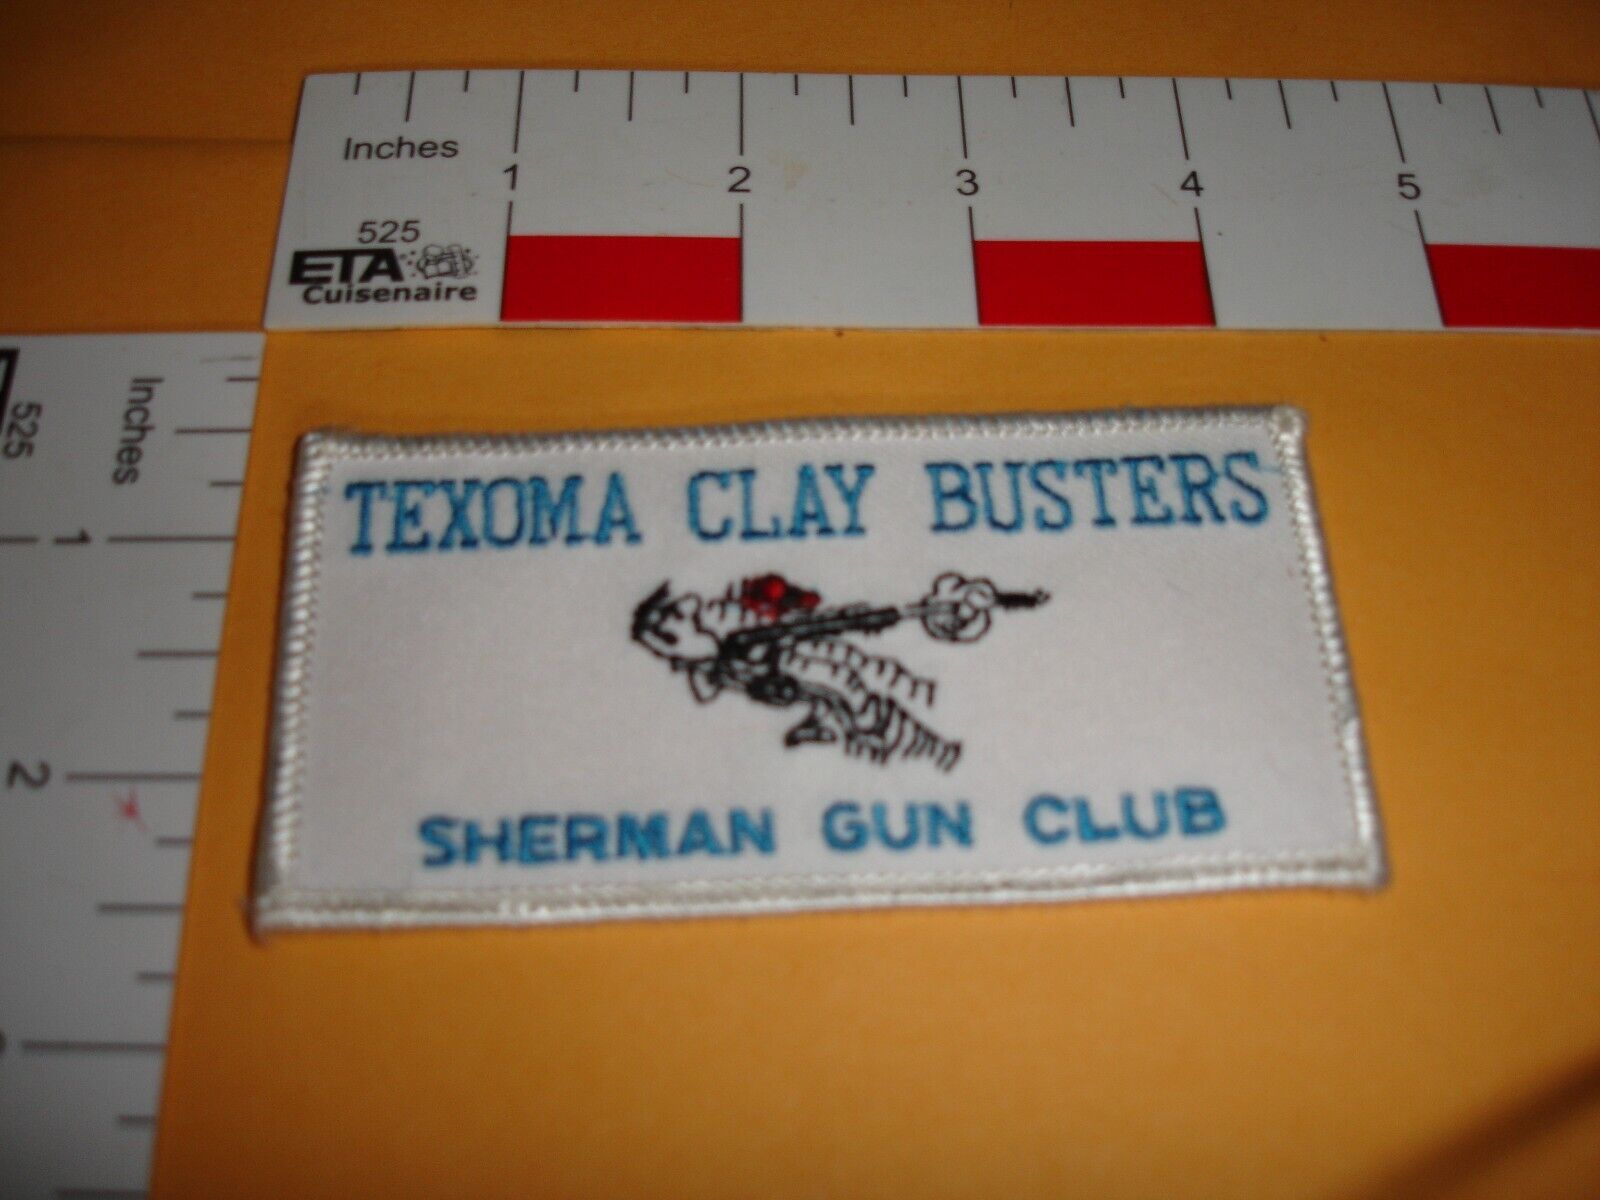 Inches
1 2 3 4 5
525
ETA
Cuisenaire
525
Inches
1
2
TEXOMA CLAY BUSTERS
SHERMAN GUN CLUB